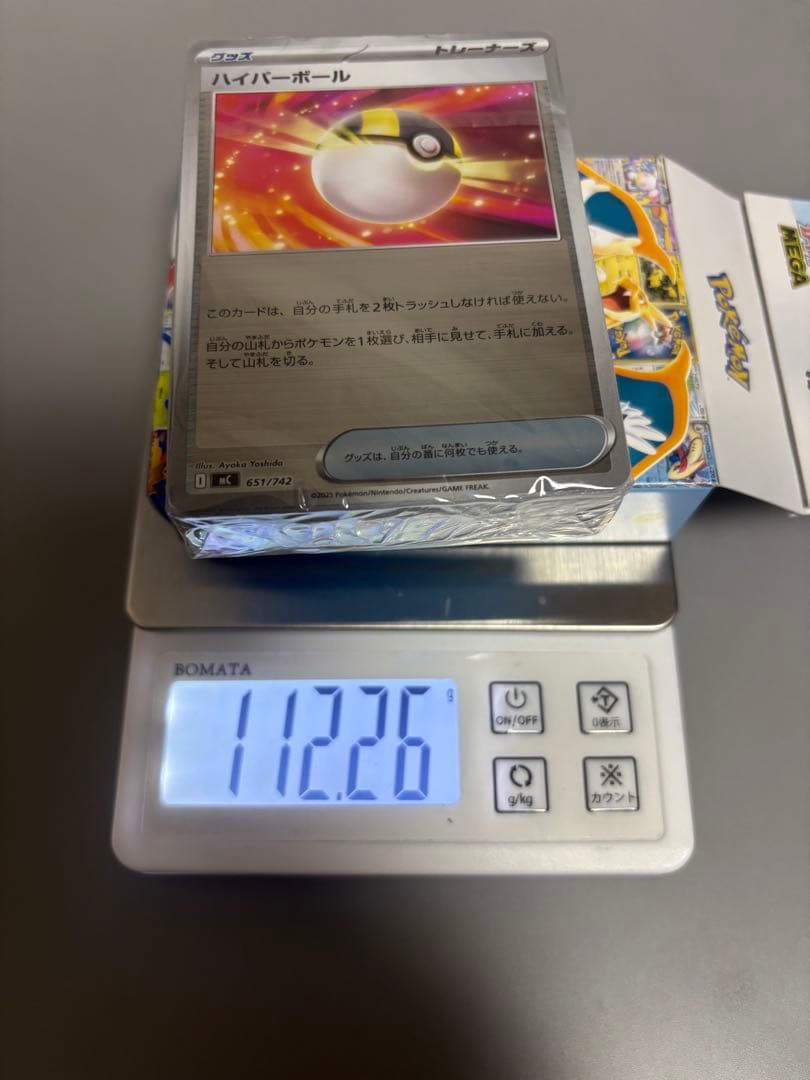 グッズ
トレーナーズ
ハイパーボール
このカードは、自分の手札を2枚トラッシュしなければ使えない。
自分の山札からポケモンを1枚選び、相手に見せて、手札に加える。
そして山札を切る。
グッズは、自分の番に何枚でも使える。
Illus. Ayaka Yoshida
I MC 651/742
©2025 Pokémon/Nintendo/Creatures/GAME FREAK.
POKÉMON
MEGA
BOMATA
112.26
g
ON/OFF
0表示
g/kg
カウント